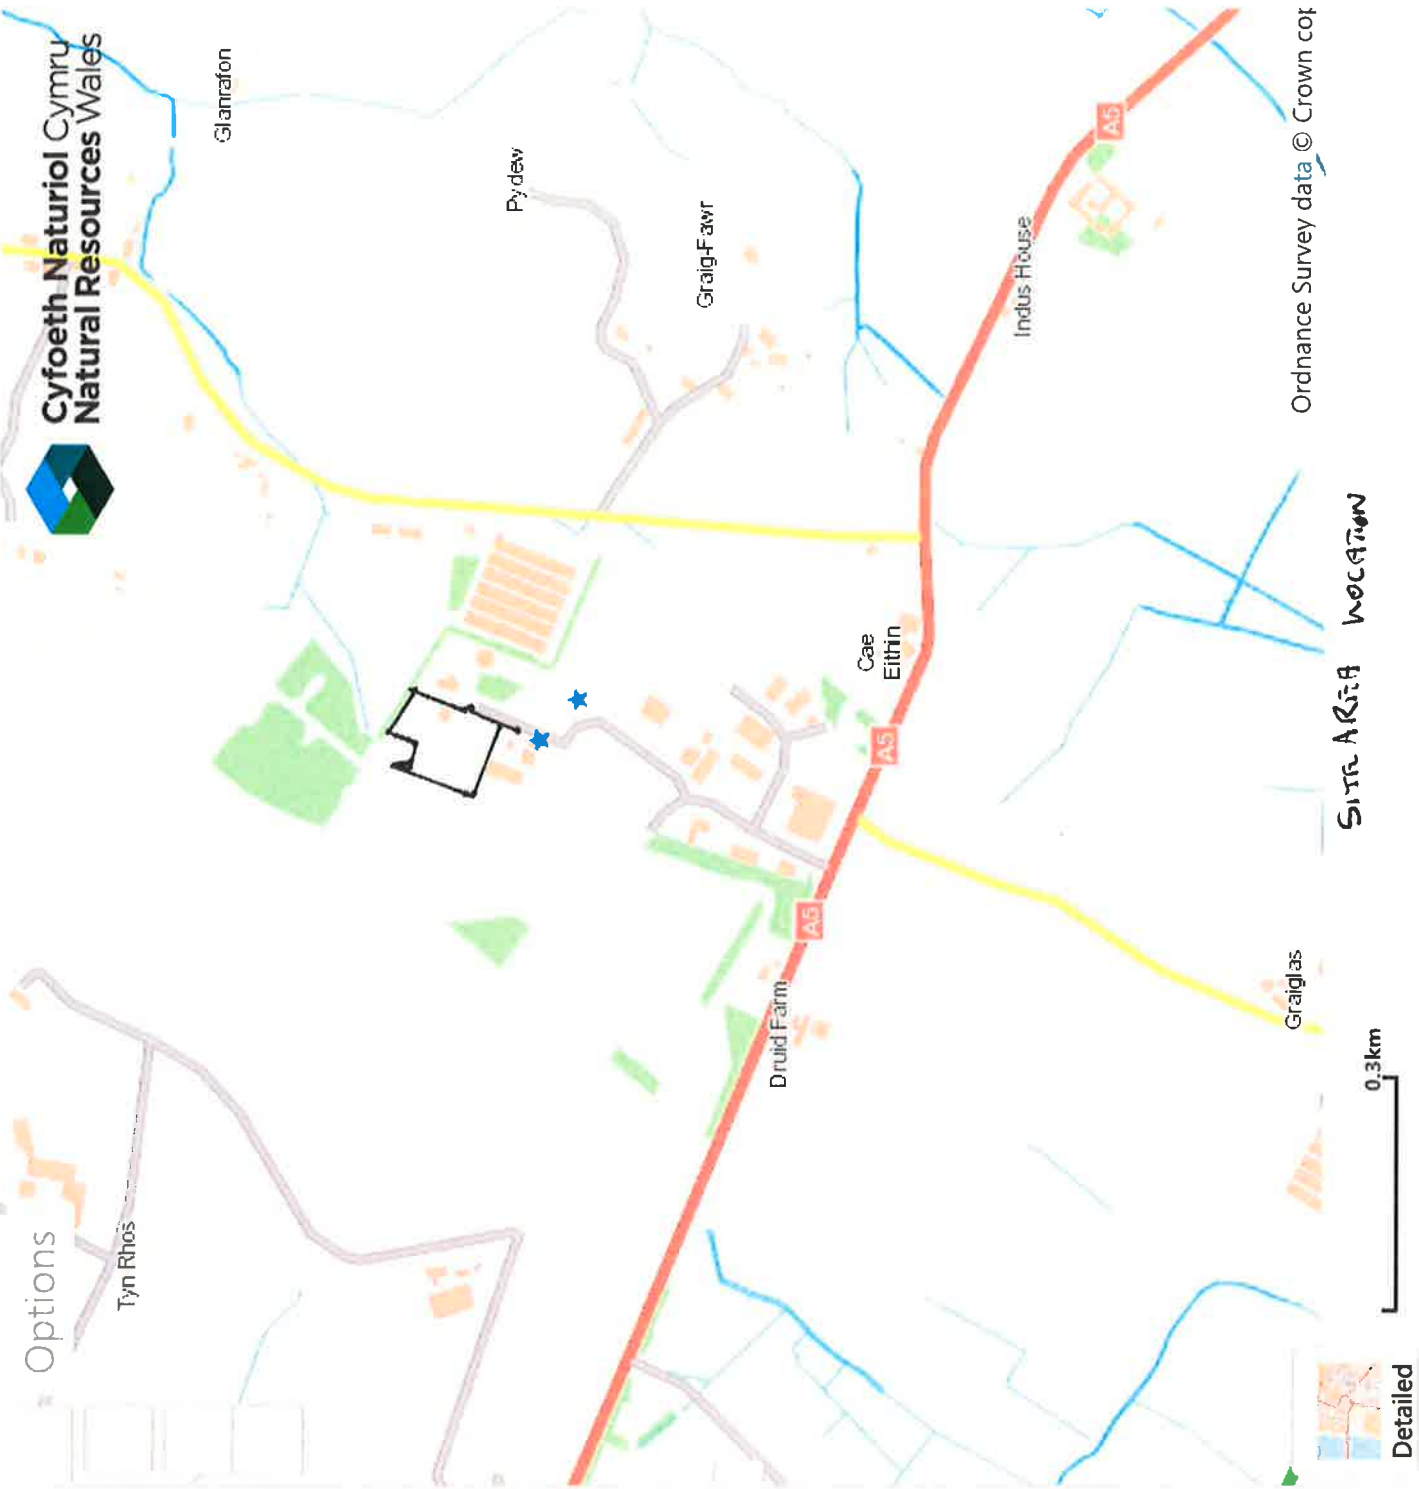 Options
Cyfoeth Naturiol Cymru
Natural Resources Wales
Tyn Rhos
Glanrafon
Pydew
Graig-Fawr
Druid Farm
A5
Cae
Eithin
A5
Indus House
A5
Graiglas
Ordnance Survey data © Crown cop
SITE AREA LOCATION
0.3km
Detailed